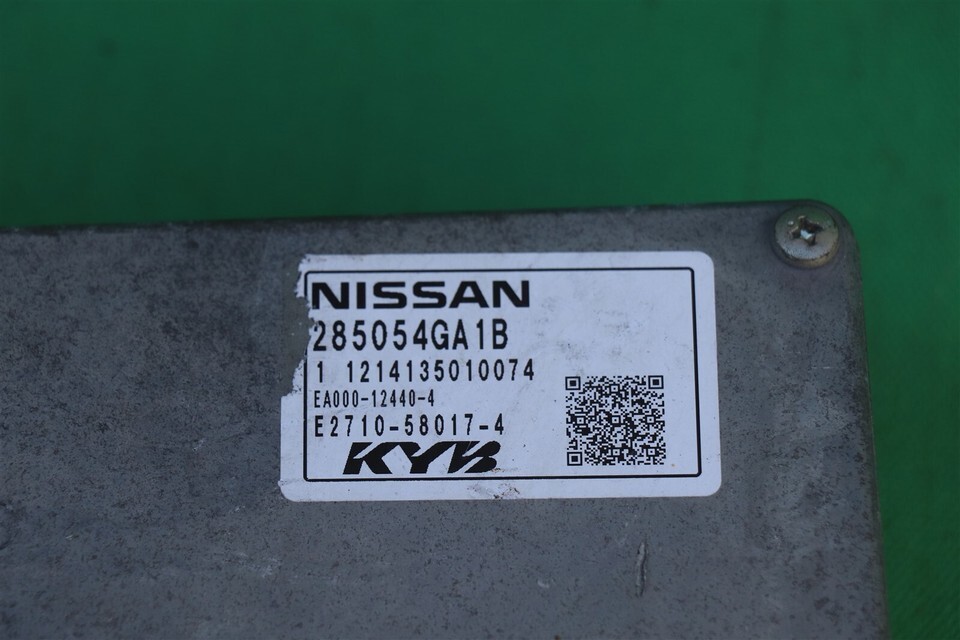 NISSAN
285054GA1B
1 1214135010074
EA000-12440-4
E2710-58017-4
KYB